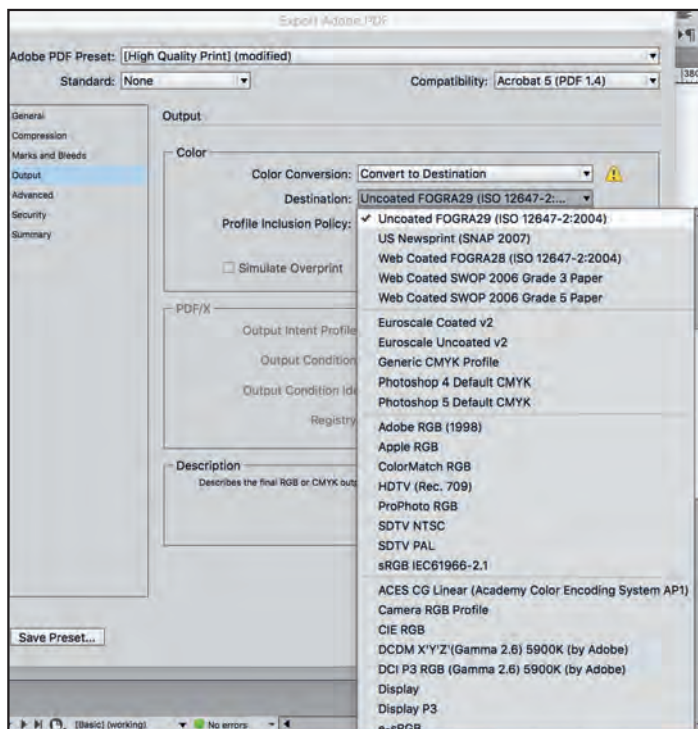 Export Adobe PDF
Adobe PDF Preset: [High Quality Print] (modified)
Standard: None
Compatibility: Acrobat 5 (PDF 1.4)
380
General
Compression
Marks and Bleeds
Output
Advanced
Security
Summary
Output
Color
Color Conversion: Convert to Destination
Destination: Uncoated FOGRA29 (ISO 12647-2:...
Profile Inclusion Policy:
Simulate Overprint
✓ Uncoated FOGRA29 (ISO 12647-2:2004)
US Newsprint (SNAP 2007)
Web Coated FOGRA28 (ISO 12647-2:2004)
Web Coated SWOP 2006 Grade 3 Paper
Web Coated SWOP 2006 Grade 5 Paper
Euroscale Coated v2
Euroscale Uncoated v2
Generic CMYK Profile
Photoshop 4 Default CMYK
Photoshop 5 Default CMYK
Adobe RGB (1998)
Apple RGB
ColorMatch RGB
HDTV (Rec. 709)
ProPhoto RGB
SDTV NTSC
SDTV PAL
sRGB IEC61966-2.1
ACES CG Linear (Academy Color Encoding System AP1)
Camera RGB Profile
CIE RGB
DCDM X'Y'Z'(Gamma 2.6) 5900K (by Adobe)
DCI P3 RGB (Gamma 2.6) 5900K (by Adobe)
Display
Display P3
e-sRGB
PDF/X
Output Intent Profile
Output Condition
Output Condition Ide
Registry
Description
Describes the final RGB or CMYK outp
Save Preset...
[Basic] (working)
No errors